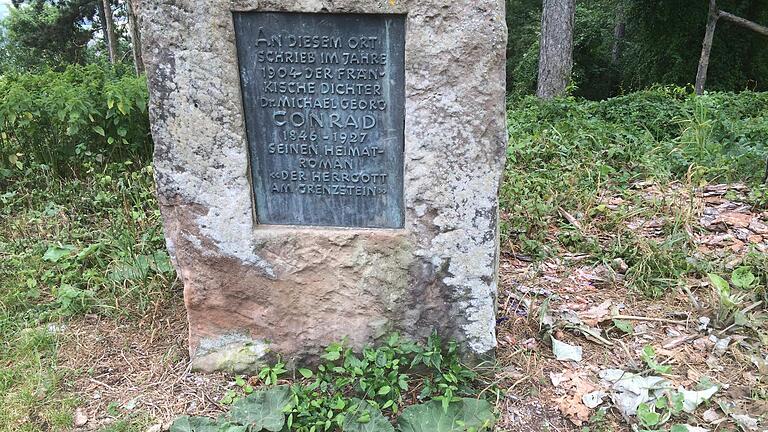 AN DIESEM ORT
SCHRIEB IM JAHRE
1904 DER FRÄN-
KISCHE DICHTER
Dr. MICHAEL GEORG
CONRAD
1846-1927
SEINEN HEIMAT-
ROMAN
«DER HERRGOTT
AM GRENZSTEIN»